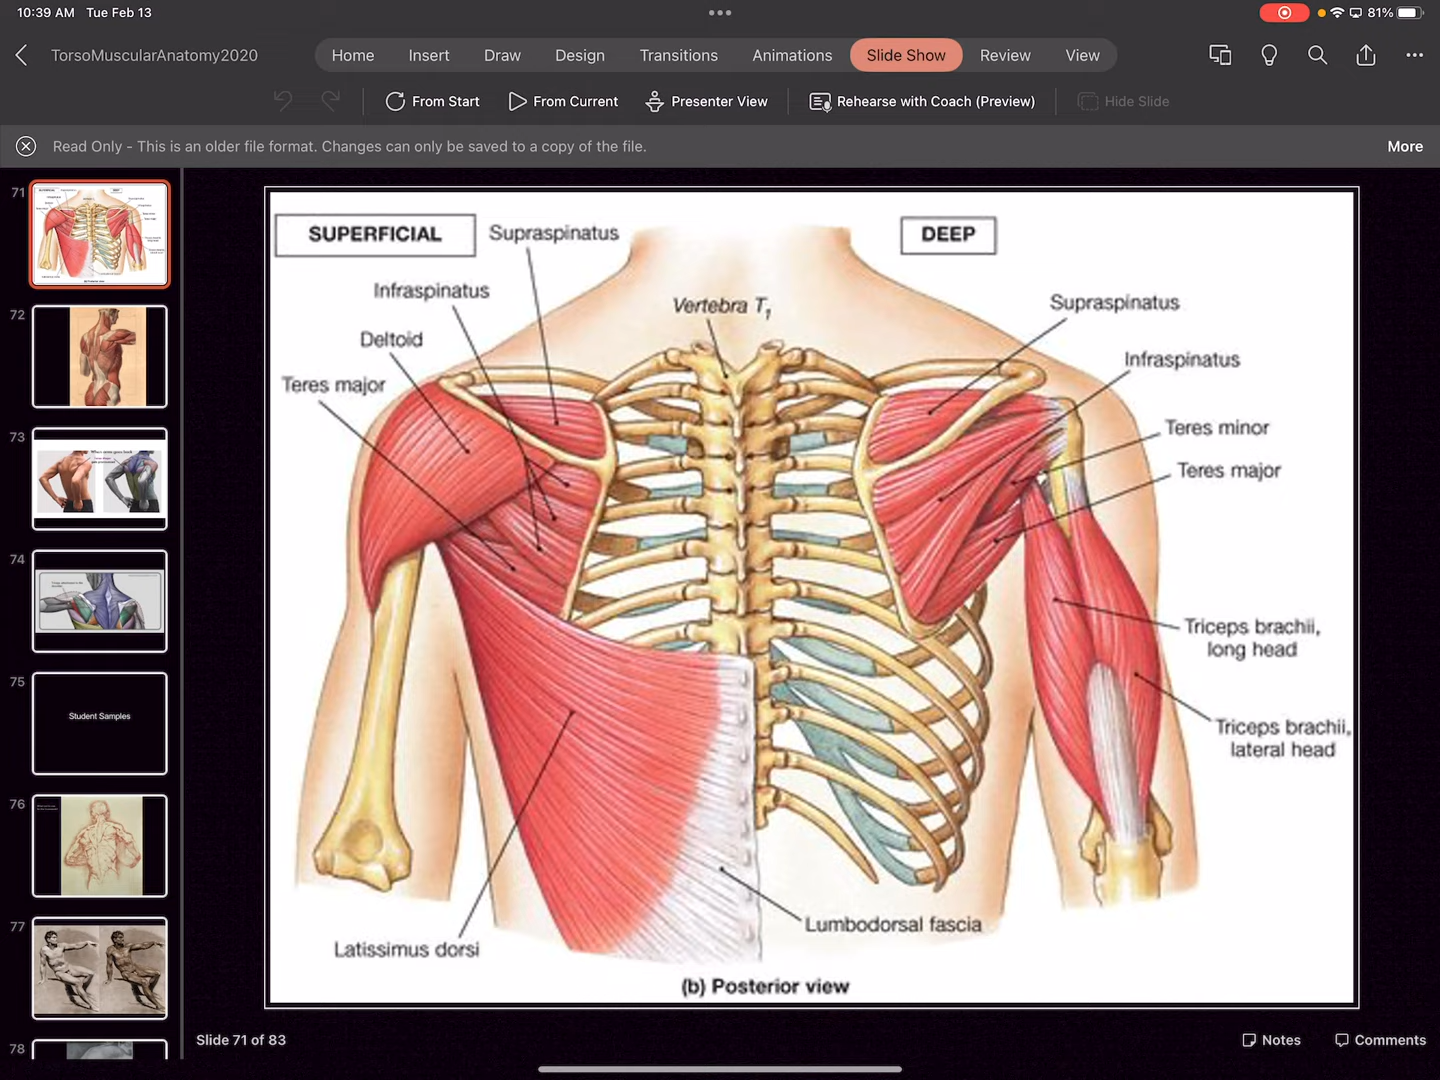 10:39 AM Tue Feb 13
81%
TorsoMuscularAnatomy2020
Home Insert Draw Design Transitions Animations Slide Show Review View
From Start From Current Presenter View Rehearse with Coach (Preview) Hide Slide
Read Only - This is an older file format. Changes can only be saved to a copy of the file. More
71
72
73
74
75
Student Samples
76
77
78
SUPERFICIAL
Supraspinatus
DEEP
Infraspinatus
Vertebra T1
Supraspinatus
Deltoid
Infraspinatus
Teres major
Teres minor
Teres major
Triceps brachii,
long head
Triceps brachii,
lateral head
Lumbodorsal fascia
Latissimus dorsi
(b) Posterior view
Slide 71 of 83
Notes Comments